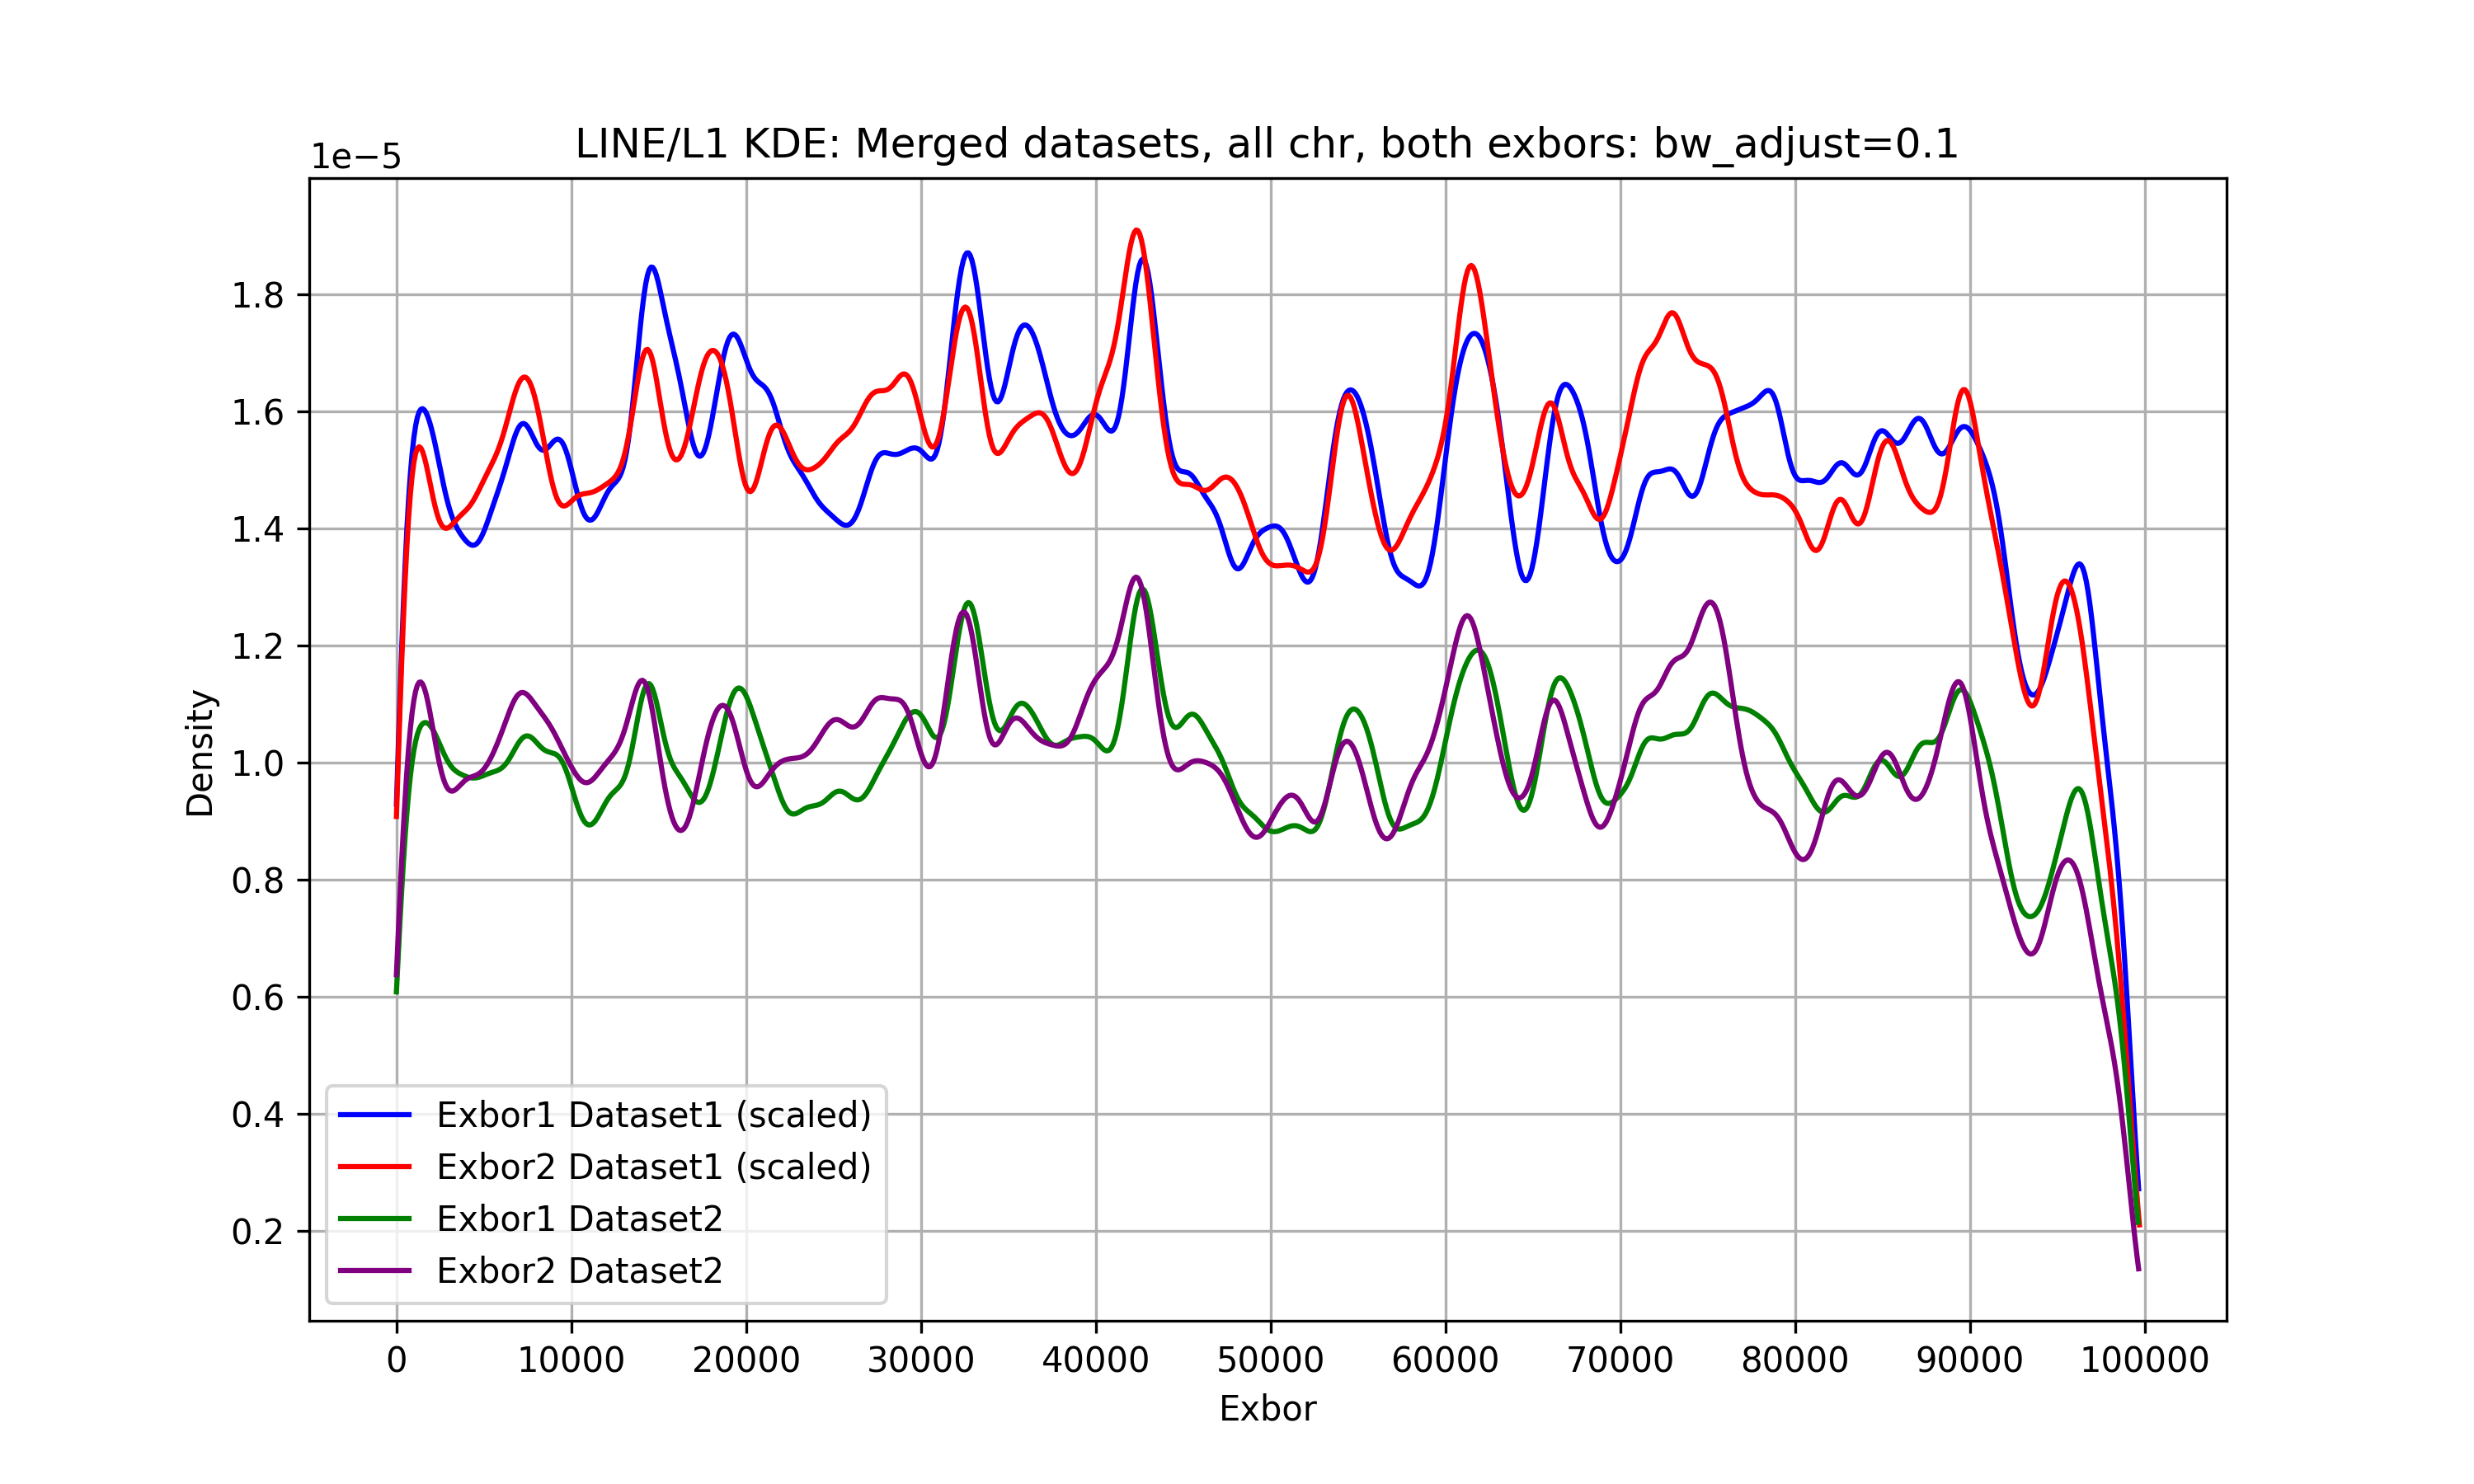 LINE/L1 KDE: Merged datasets, all chr, both exbors: bw_adjust=0.1
1e−5
1.8
1.6
1.4
1.2
1.0
0.8
0.6
0.4
0.2
Density
Exbor1 Dataset1 (scaled)
Exbor2 Dataset1 (scaled)
Exbor1 Dataset2
Exbor2 Dataset2
0 10000 20000 30000 40000 50000 60000 70000 80000 90000 100000
Exbor